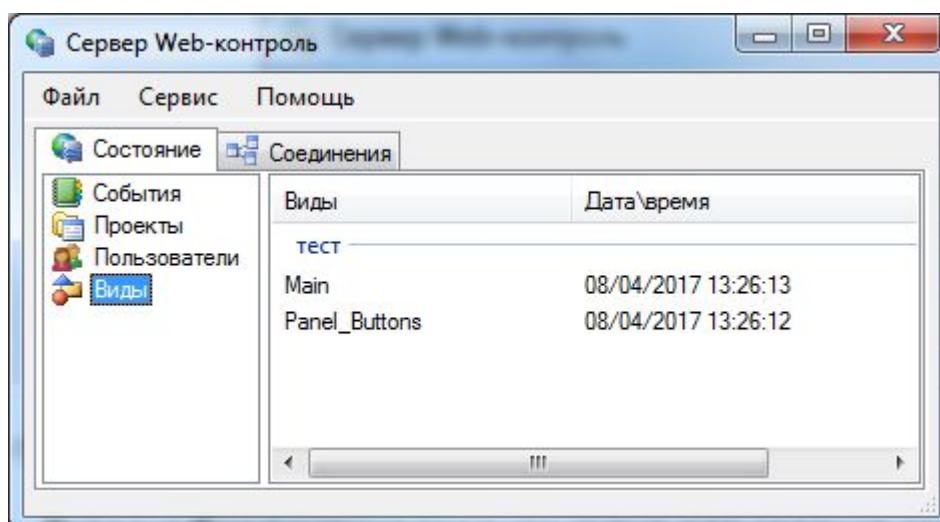 Сервер Web-контроль
Файл Сервис Помощь
Состояние Соединения
События
Проекты
Пользователи
Виды
Виды Дата\время
тест
Main 08/04/2017 13:26:13
Panel_Buttons 08/04/2017 13:26:12